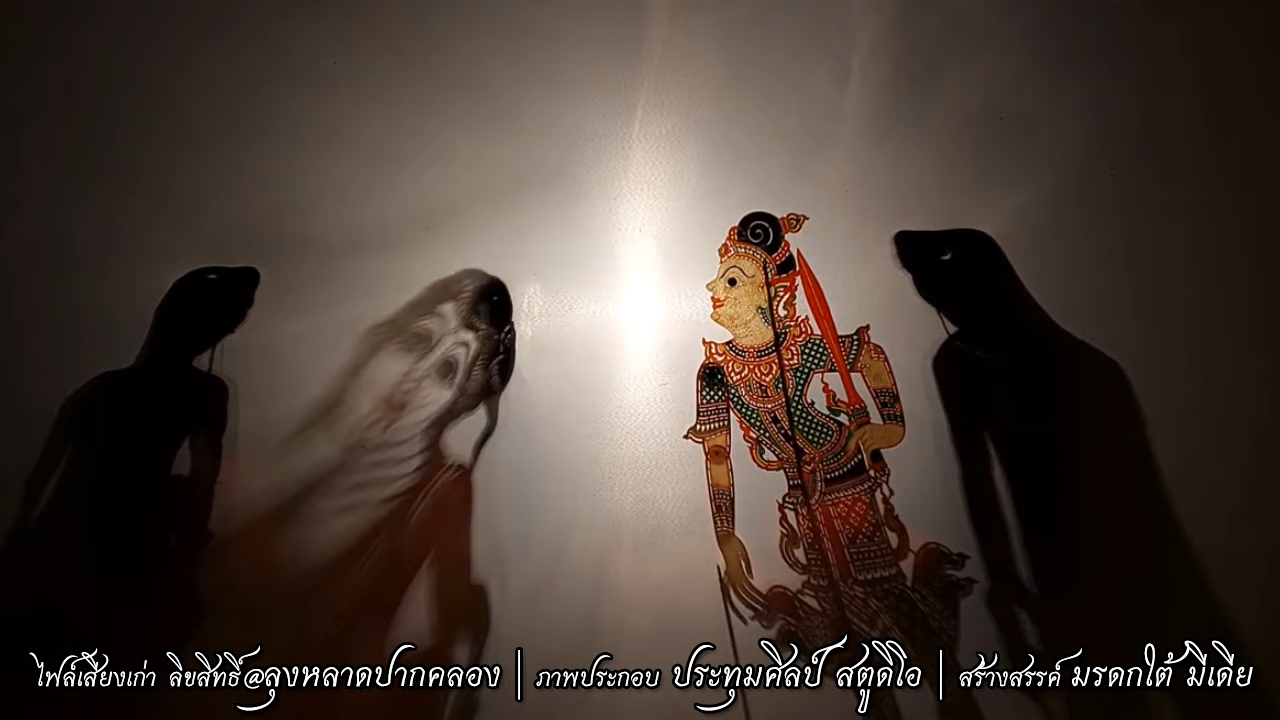 ไฟล์เสียงเก่า ลิขสิทธิ์@ลุงหลาดปากคลอง | ภาพประกอบ ประทุมศิลป์ สตูดิโอ | สร้างสรรค์ มรดกใต้ มีเดีย